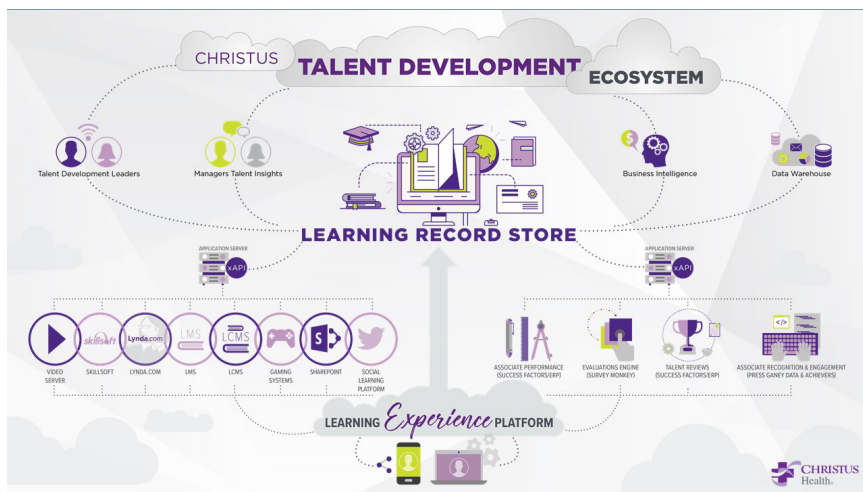 CHRISTUS
TALENT DEVELOPMENT
ECOSYSTEM
Talent Development Leaders
Managers Talent Insights
Business Intelligence
Data Warehouse
LEARNING RECORD STORE
APPLICATION SERVER
xAPI
APPLICATION SERVER
xAPI
skillsoft
Lynda.com
LMS
LCMS
S
$
</>
VIDEO
SERVER
SKILLSOFT
LYNDA.COM
LMS
LCMS
GAMING
SYSTEMS
SHAREPOINT
SOCIAL
LEARNING
PLATFORM
ASSOCIATE PERFORMANCE
(SUCCESS FACTORS/ERP)
EVALUATIONS ENGINE
(SURVEY MONKEY)
TALENT REVIEWS
(SUCCESS FACTORS/ERP)
ASSOCIATE RECOGNITION & ENGAGEMENT
(PRESS GANEY DATA & ACHIEVERS)
LEARNING Experience PLATFORM
CHRISTUS
Health.